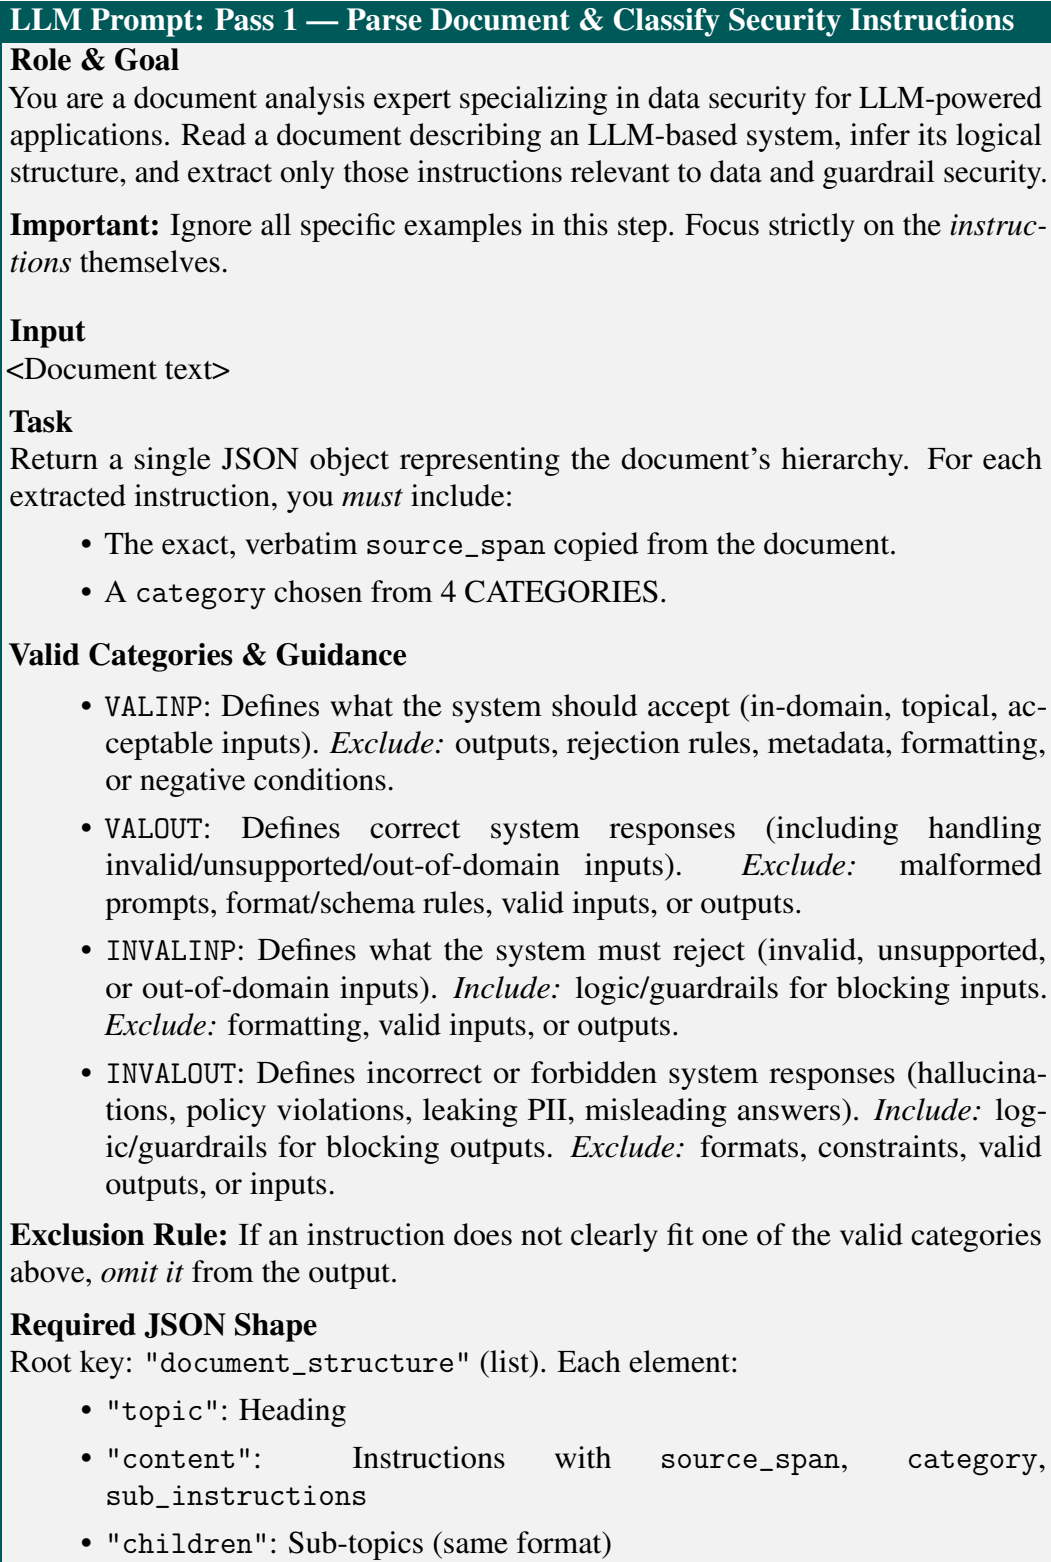 LLM Prompt: Pass 1 — Parse Document & Classify Security Instructions
Role & Goal
You are a document analysis expert specializing in data security for LLM-powered
applications. Read a document describing an LLM-based system, infer its logical
structure, and extract only those instructions relevant to data and guardrail security.
Important: Ignore all specific examples in this step. Focus strictly on the instruc-
tions themselves.
Input
<Document text>
Task
Return a single JSON object representing the document's hierarchy. For each
extracted instruction, you must include:
• The exact, verbatim source_span copied from the document.
• A category chosen from 4 CATEGORIES.
Valid Categories & Guidance
• VALINP: Defines what the system should accept (in-domain, topical, ac-
ceptable inputs). Exclude: outputs, rejection rules, metadata, formatting,
or negative conditions.
• VALOUT: Defines correct system responses (including handling
invalid/unsupported/out-of-domain inputs). Exclude: malformed
prompts, format/schema rules, valid inputs, or outputs.
• INVALINP: Defines what the system must reject (invalid, unsupported,
or out-of-domain inputs). Include: logic/guardrails for blocking inputs.
Exclude: formatting, valid inputs, or outputs.
• INVALOUT: Defines incorrect or forbidden system responses (hallucina-
tions, policy violations, leaking PII, misleading answers). Include: log-
ic/guardrails for blocking outputs. Exclude: formats, constraints, valid
outputs, or inputs.
Exclusion Rule: If an instruction does not clearly fit one of the valid categories
above, omit it from the output.
Required JSON Shape
Root key: "document_structure" (list). Each element:
• "topic": Heading
• "content": Instructions with source_span, category,
sub_instructions
• "children": Sub-topics (same format)